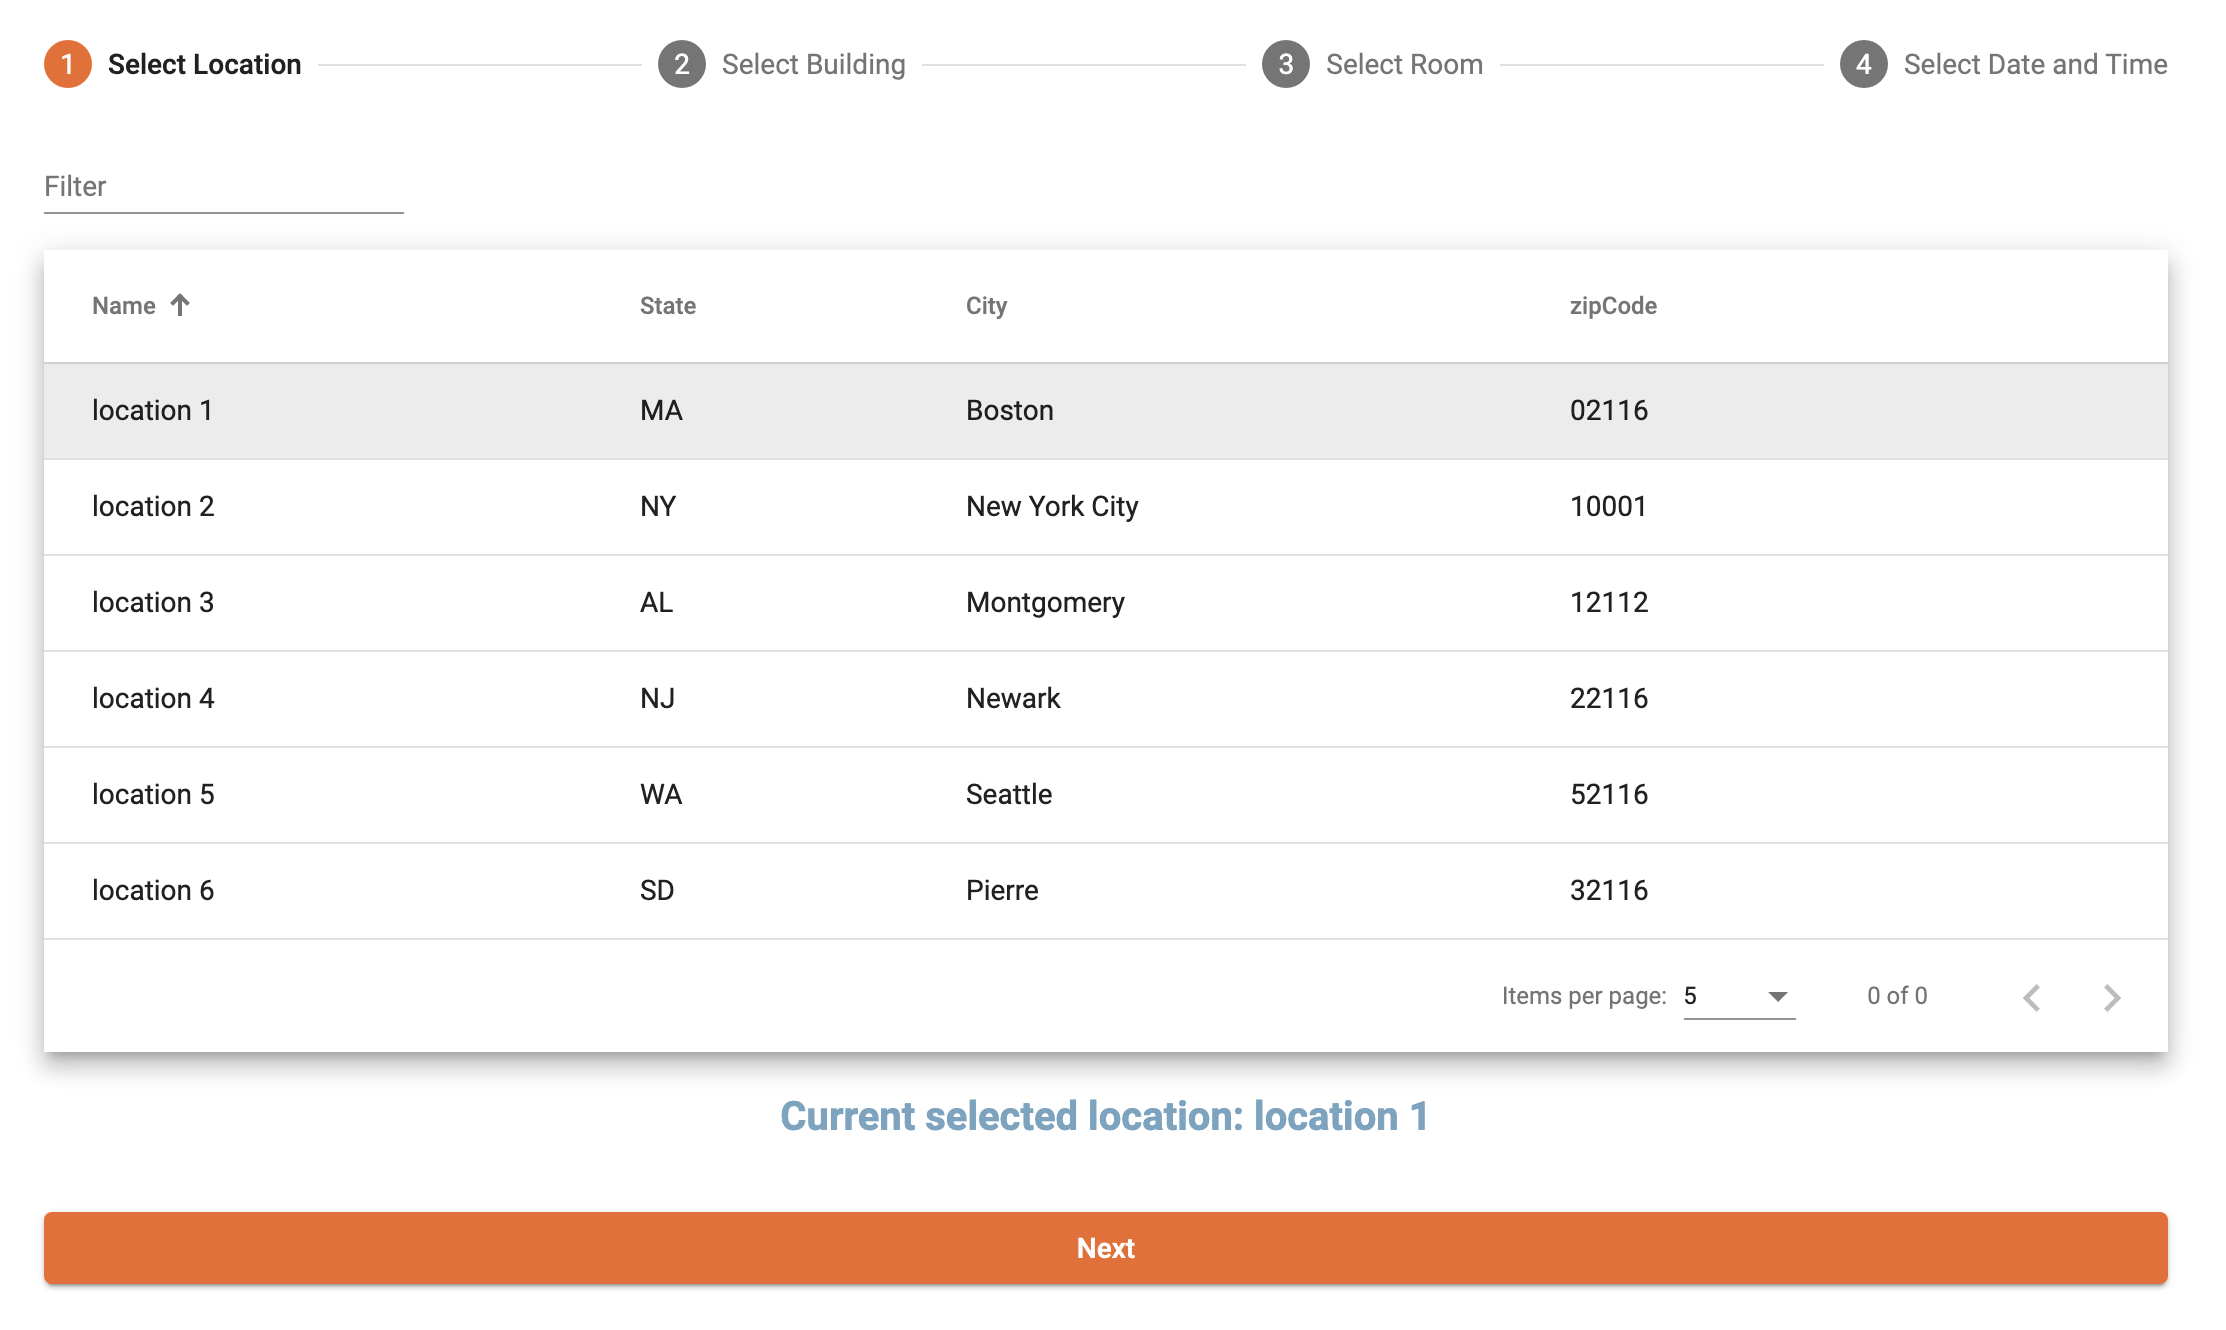 1 Select Location 2 Select Building 3 Select Room 4 Select Date and Time
Filter
Name State City zipCode
location 1 MA Boston 02116
location 2 NY New York City 10001
location 3 AL Montgomery 12112
location 4 NJ Newark 22116
location 5 WA Seattle 52116
location 6 SD Pierre 32116
Items per page: 5 0 of 0
Current selected location: location 1
Next